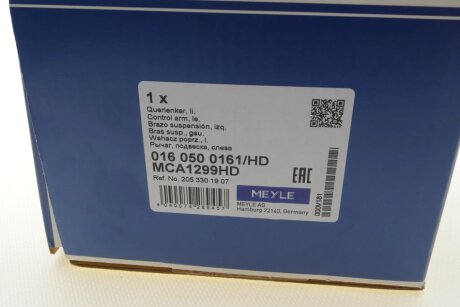 1 x
Querlenker, li.
Control arm, le.
Brazo suspensión, izq.
Bras susp., gau.
Wahacz poprz., l.
Рычаг, подвеска, слева
016 050 0161/HD
MCA1299HD
Ref. No. 205 330 19 07
EAC
MEYLE
MEYLE AG
Hamburg 22143, Germany